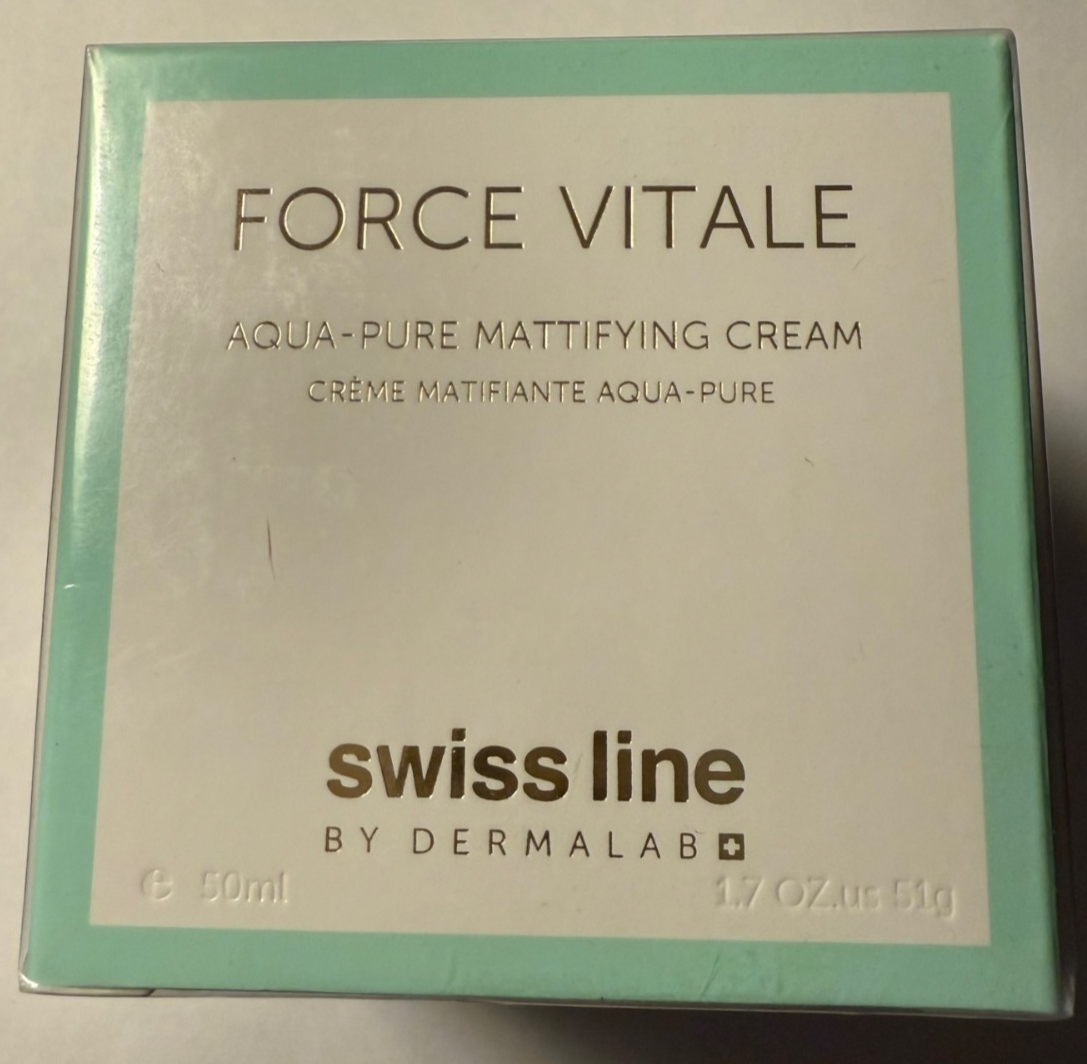 FORCE VITALE
AQUA-PURE MATTIFYING CREAM
CRÈME MATIFIANTE AQUA-PURE
swiss line
BY DERMALAB
℮ 50ml 1.7 OZ.us 51g